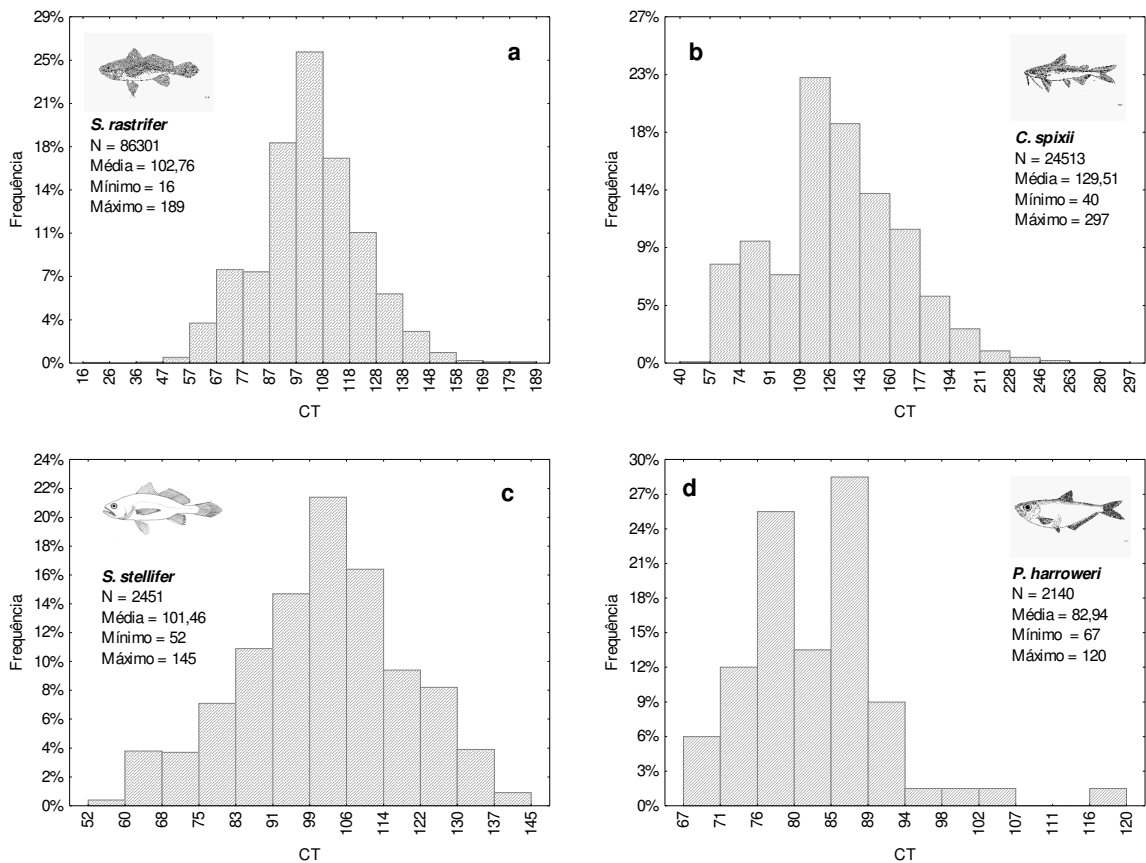 a
S. rastrifer
N = 86301
Média = 102,76
Mínimo = 16
Máximo = 189
Frequência
29%
25%
21%
18%
14%
11%
7%
4%
0%
16 26 36 47 57 67 77 87 97 108 118 128 138 148 158 169 179 189
CT
b
C. spixii
N = 24513
Média = 129,51
Mínimo = 40
Máximo = 297
Frequência
27%
23%
18%
14%
9%
5%
0%
40 57 74 91 109 126 143 160 177 194 211 228 246 263 280 297
CT
c
S. stellifer
N = 2451
Média = 101,46
Mínimo = 52
Máximo = 145
Frequência
24%
22%
20%
18%
16%
14%
12%
10%
8%
6%
4%
2%
0%
52 60 68 75 83 91 99 106 114 122 130 137 145
CT
d
P. harroweri
N = 2140
Média = 82,94
Mínimo = 67
Máximo = 120
Frequência
30%
27%
24%
21%
18%
15%
12%
9%
6%
3%
0%
67 71 76 80 85 89 94 98 102 107 111 116 120
CT